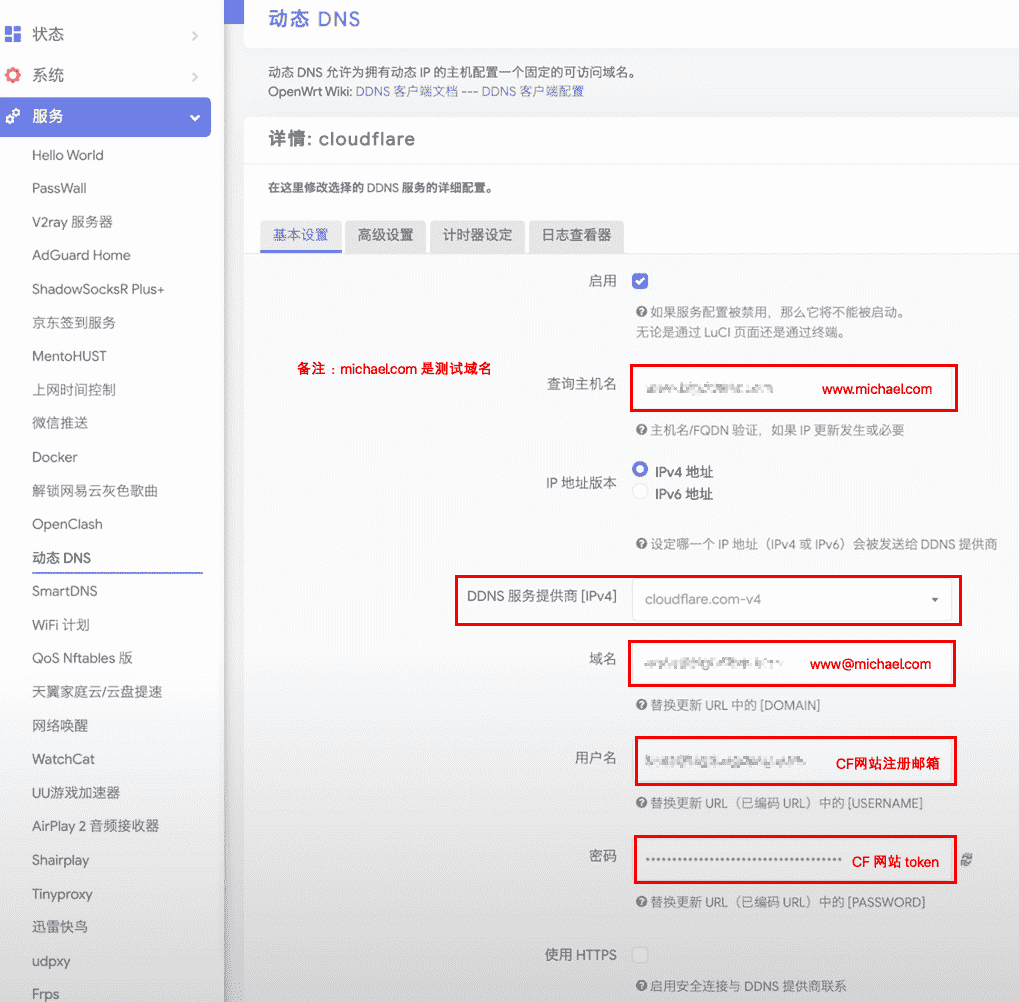 状态
系统
服务
Hello World
PassWall
V2ray 服务器
AdGuard Home
ShadowSocksR Plus+
京东签到服务
MentoHUST
上网时间控制
微信推送
Docker
解锁网易云灰色歌曲
OpenClash
动态 DNS
SmartDNS
WiFi 计划
QoS Nftables 版
天翼家庭云/云盘提速
网络唤醒
WatchCat
UU游戏加速器
AirPlay 2 音频接收器
Shairplay
Tinyproxy
迅雷快鸟
udpxy
Frps
动态 DNS
动态 DNS 允许为拥有动态 IP 的主机配置一个固定的可访问域名。
OpenWrt Wiki: DDNS 客户端文档 --- DDNS 客户端配置
详情: cloudflare
在这里修改选择的 DDNS 服务的详细配置。
基本设置 高级设置 计时器设定 日志查看器
启用
如果服务配置被禁用，那么它将不能被启动。
无论是通过 LuCI 页面还是通过终端。
备注：michael.com 是测试域名
查询主机名 www.michael.com
主机名/FQDN 验证，如果 IP 更新发生或必要
IP 地址版本 IPv4 地址
IPv6 地址
设定哪一个 IP 地址（IPv4 或 IPv6）会被发送给 DDNS 提供商
DDNS 服务提供商 [IPv4] cloudflare.com-v4
域名 www@michael.com
替换更新 URL 中的 [DOMAIN]
用户名 CF网站注册邮箱
替换更新 URL（已编码 URL）中的 [USERNAME]
密码 CF 网站 token
替换更新 URL（已编码 URL）中的 [PASSWORD]
使用 HTTPS
启用安全连接与 DDNS 提供商联系